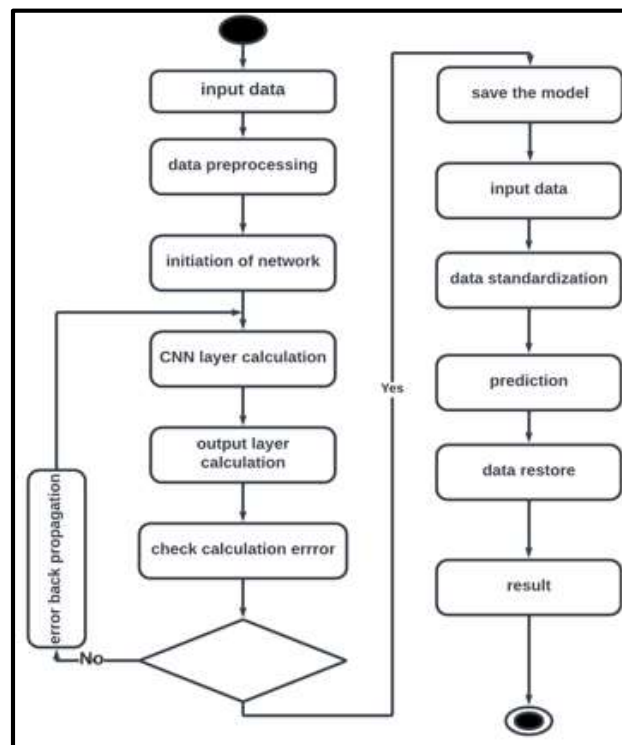 input data
data preprocessing
initiation of network
CNN layer calculation
output layer
calculation
check calculation errror
error back propagation
No
Yes
save the model
input data
data standardization
prediction
data restore
result